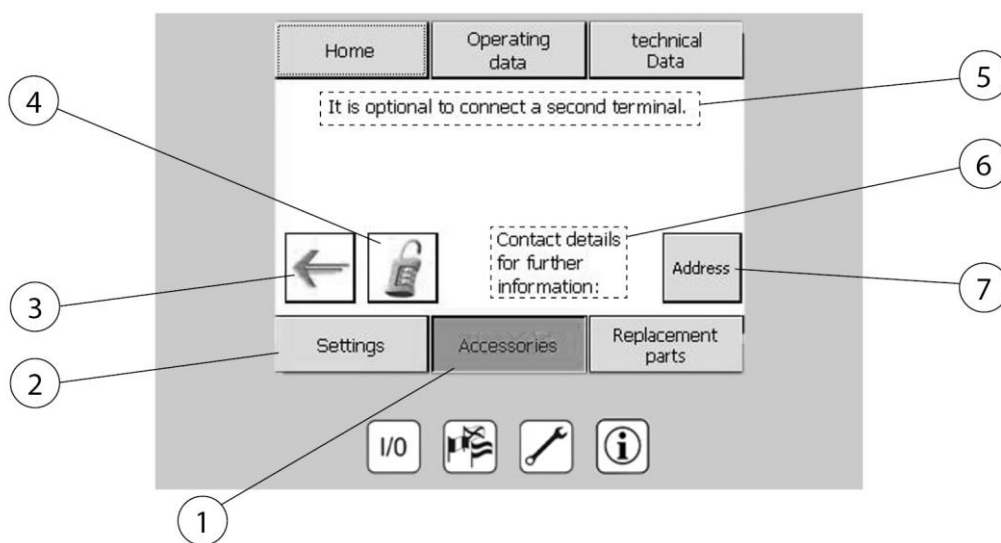 Home
Operating
data
technical
Data
It is optional to connect a second terminal.
4
5
6
Contact details
for further
information:
Address
3
7
Settings
Accessories
Replacement
parts
2
I/0
1